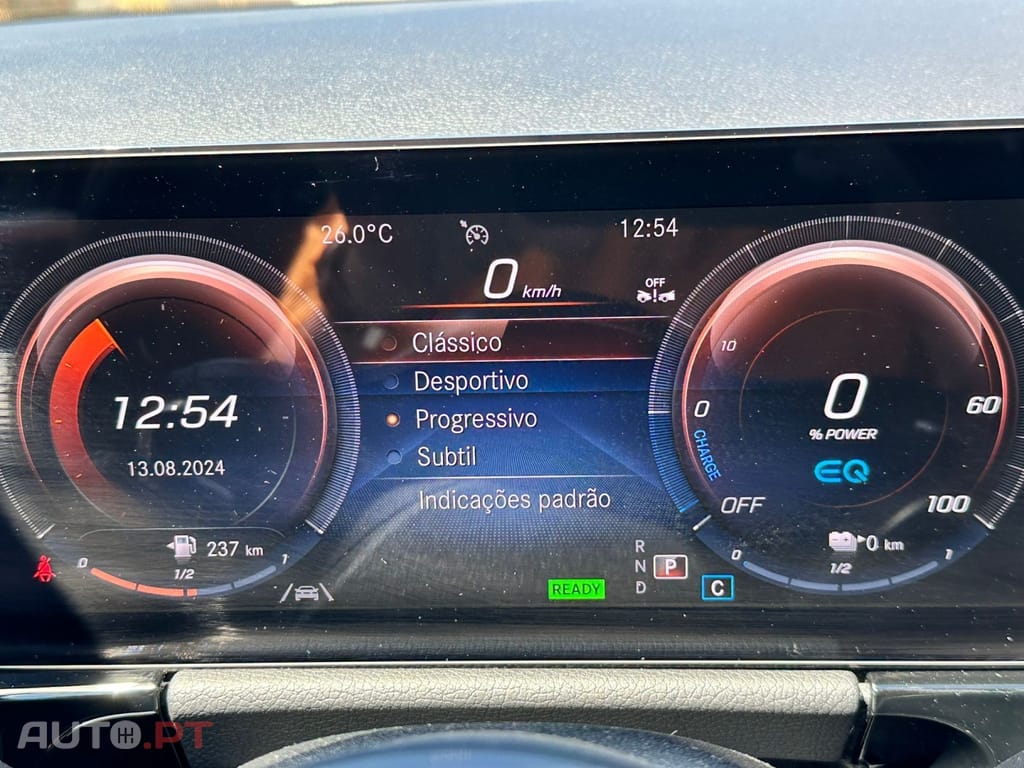 26.0°C
12:54
0 km/h
OFF
Clássico
Desportivo
Progressivo
Subtil
Indicações padrão
12:54
13.08.2024
237 km
0 1/2 1
READY
R
N
D
P
C
10
0
60
0
% POWER
EQ
CHARGE
OFF
100
0 km
0 1/2 1
AUTO.PT